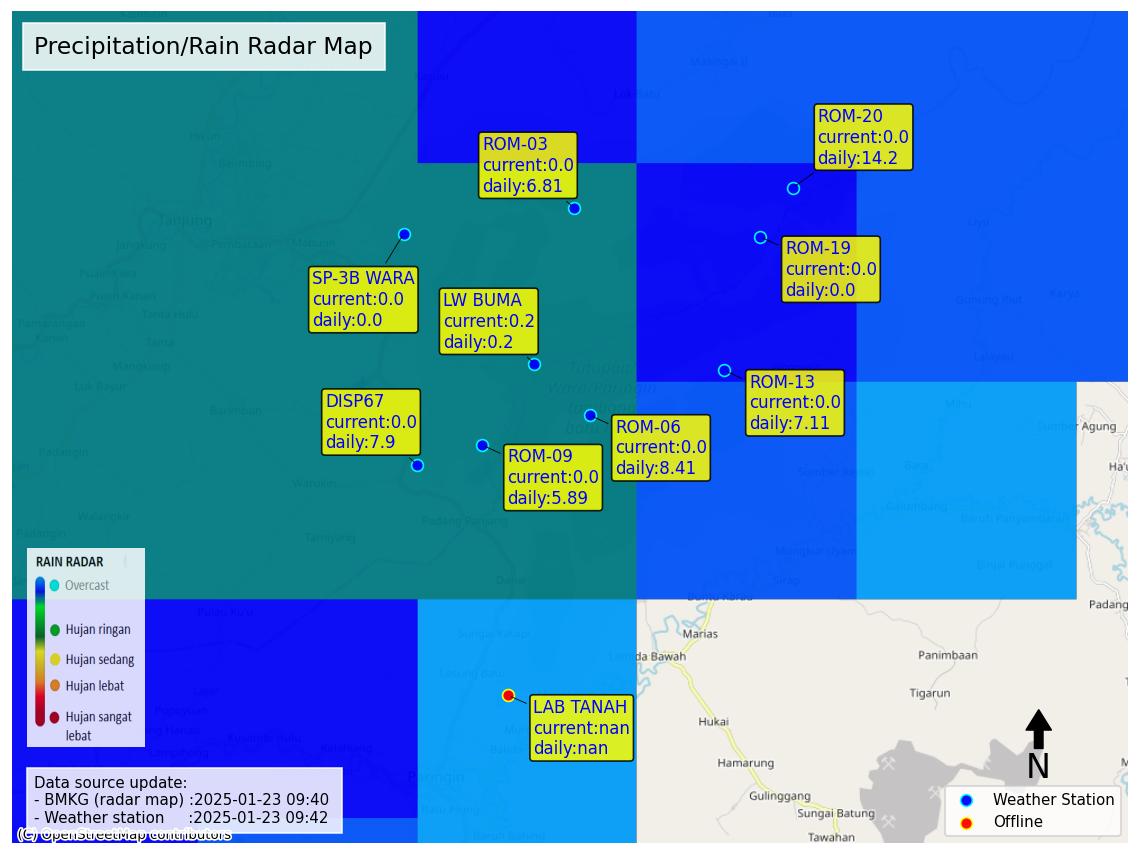 Precipitation/Rain Radar Map
ROM-20
current:0.0
daily:14.2
ROM-03
current:0.0
daily:6.81
ROM-19
current:0.0
daily:0.0
SP-3B WARA
current:0.0
daily:0.0
LW BUMA
current:0.2
daily:0.2
ROM-13
current:0.0
daily:7.11
DISP67
current:0.0
daily:7.9
ROM-06
current:0.0
daily:8.41
ROM-09
current:0.0
daily:5.89
LAB TANAH
current:nan
daily:nan
Tanjung
Maburai
Luk Batu
Padang Panjang
Paringin
Sumber Agung
Marias
Panimbaan
Tigarun
Hukai
Hamarung
Gulinggang
Sungai Batung
Tawahan
RAIN RADAR
Overcast
Hujan ringan
Hujan sedang
Hujan lebat
Hujan sangat
lebat
Data source update:
- BMKG (radar map) :2025-01-23 09:40
- Weather station :2025-01-23 09:42
(C) OpenStreetMap contributors
N
Weather Station
Offline